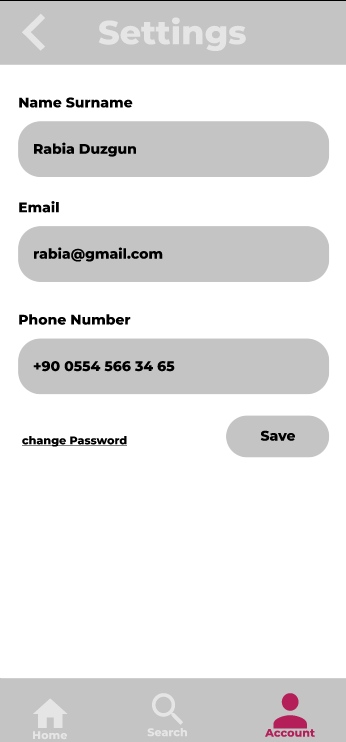 Settings
Name Surname
Rabia Duzgun
Email
rabia@gmail.com
Phone Number
+90 0554 566 34 65
change Password
Save
Home
Search
Account